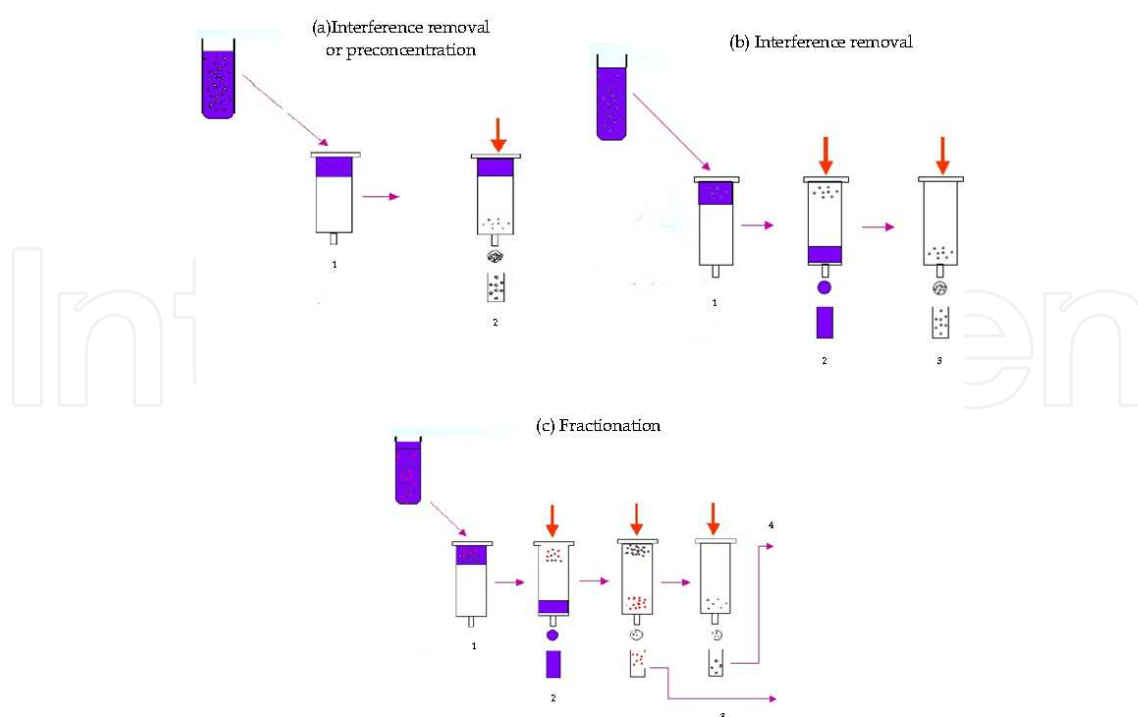 (a)Interference removal
or preconcentration
1
2
(b) Interference removal
1
2
3
(c) Fractionation
1
2
3
4